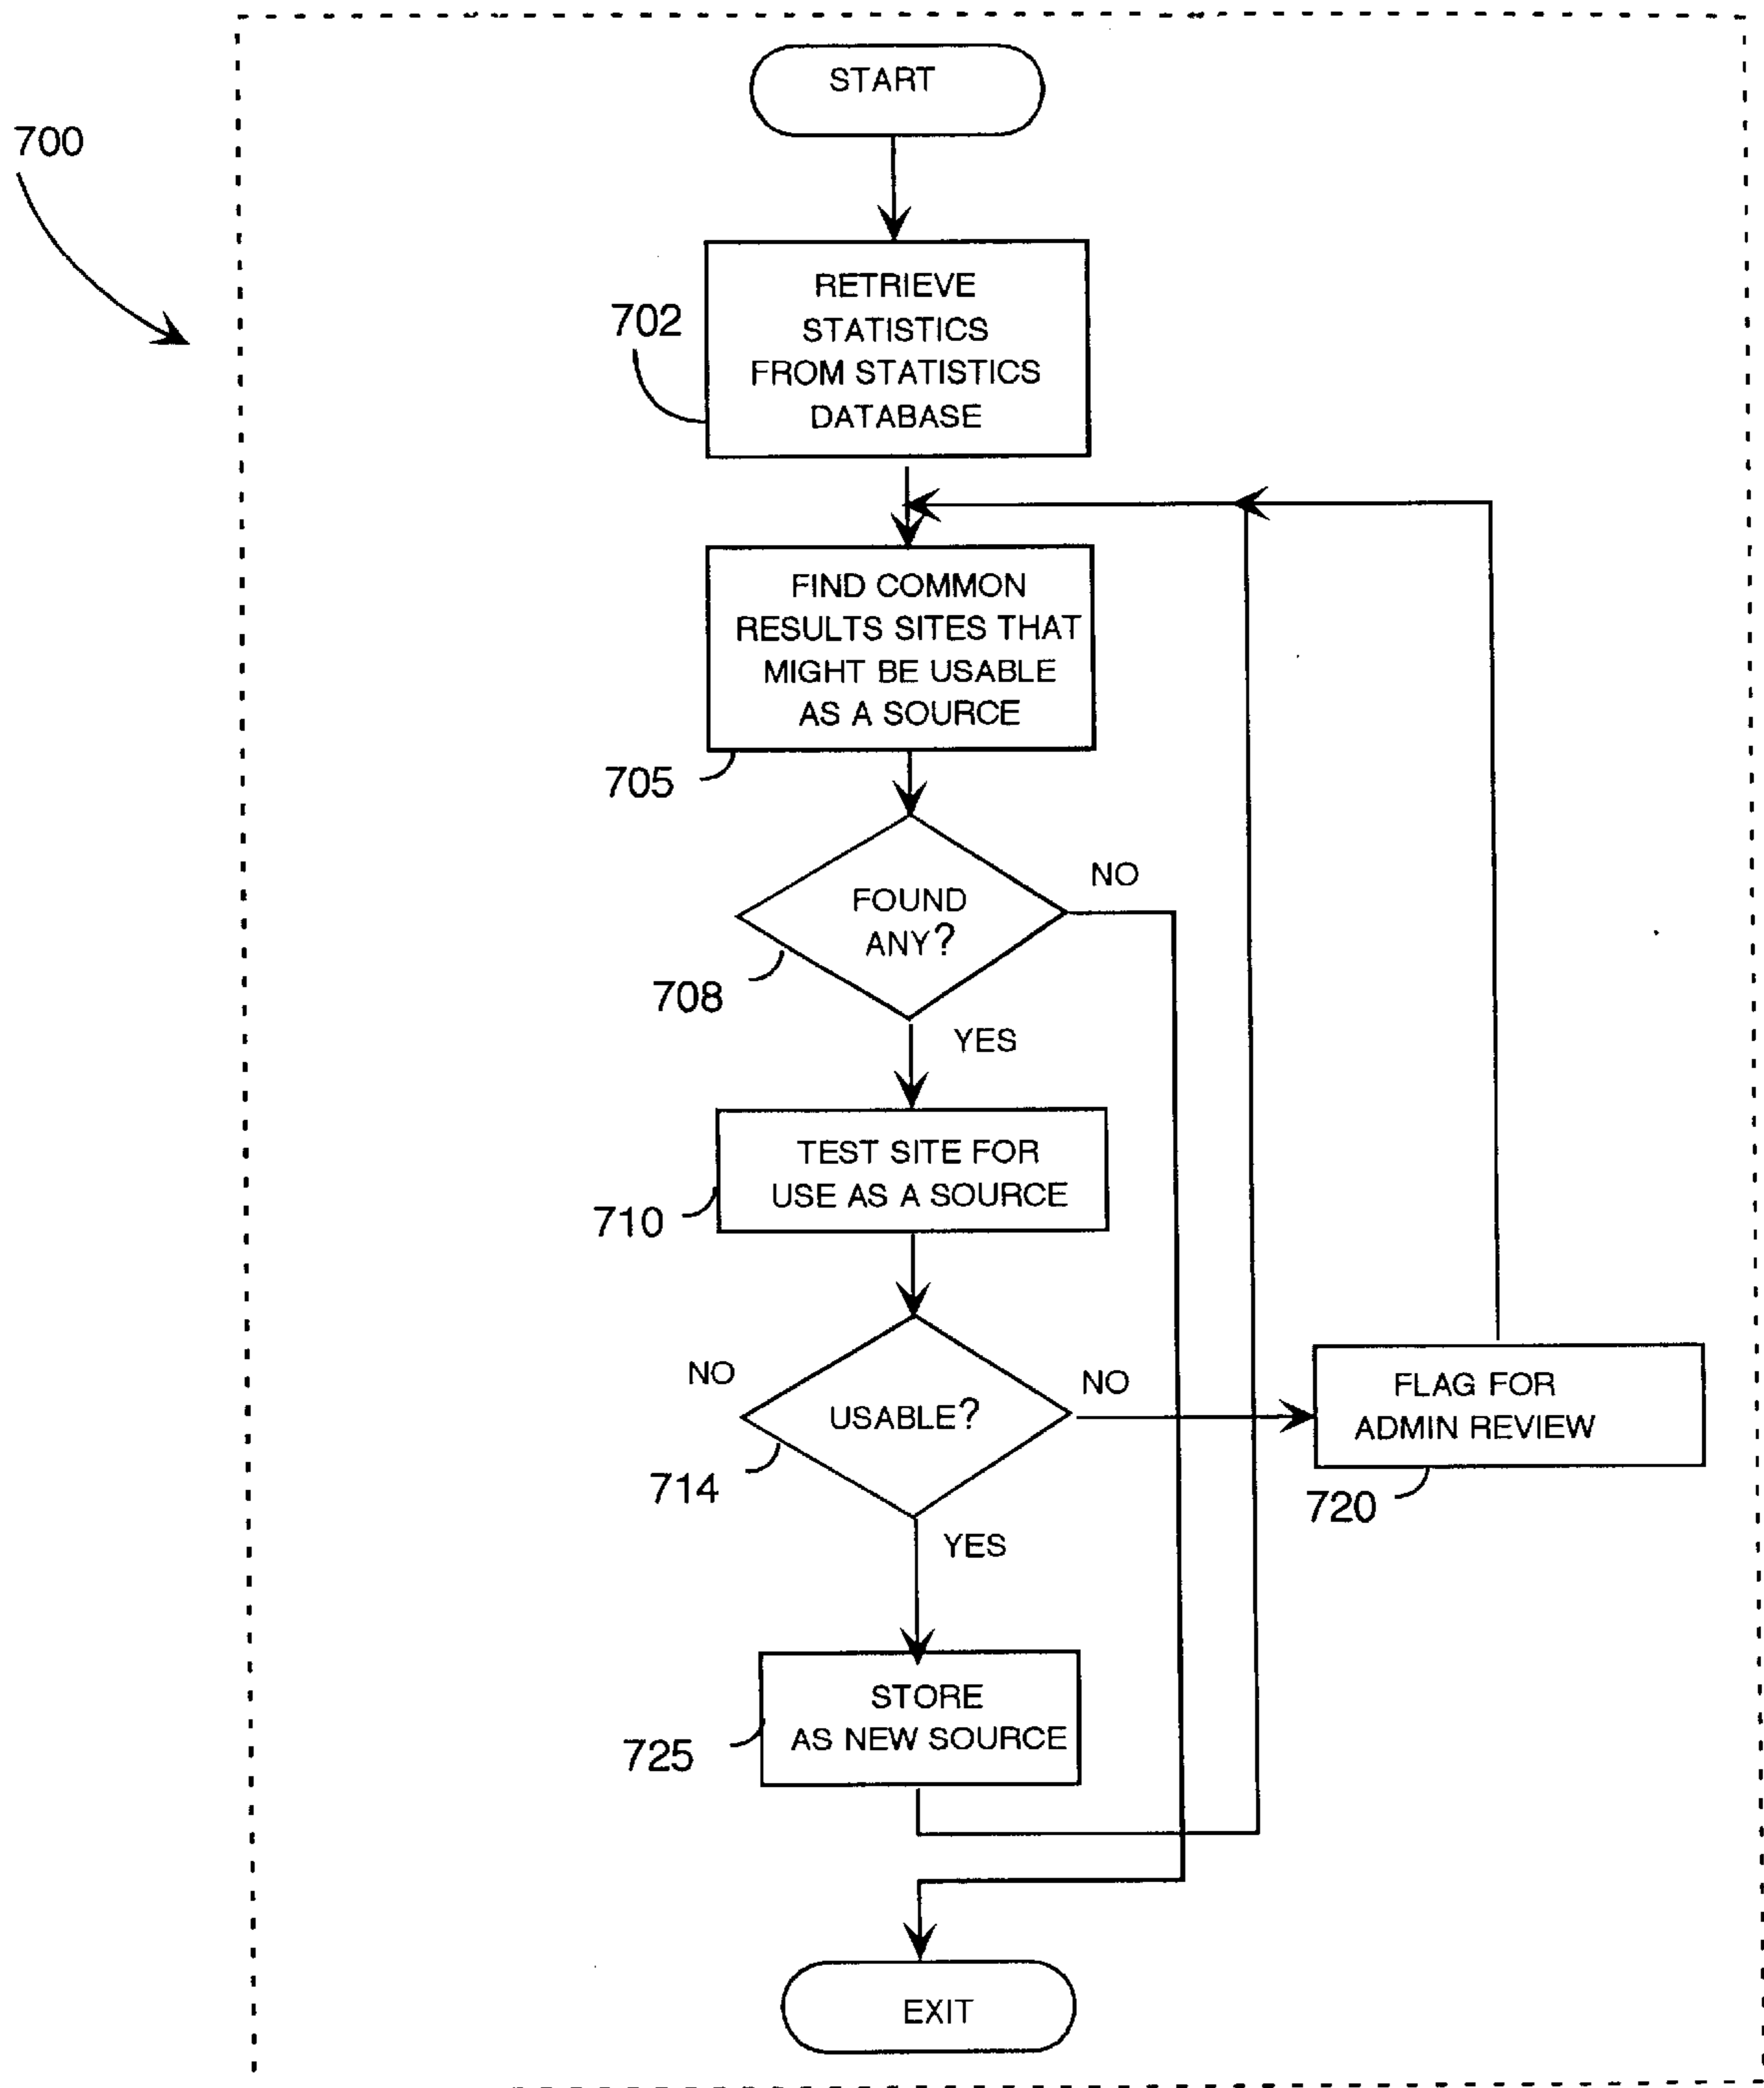 START
700
RETRIEVE
STATISTICS
FROM STATISTICS
DATABASE
702
FIND COMMON
RESULTS SITES THAT
MIGHT BE USABLE
AS A SOURCE
705
NO
FOUND
ANY?
708
YES
TEST SITE FOR
USE AS A SOURCE
710
NO
USABLE?
NO
714
FLAG FOR
ADMIN REVIEW
720
YES
STORE
AS NEW SOURCE
725
EXIT